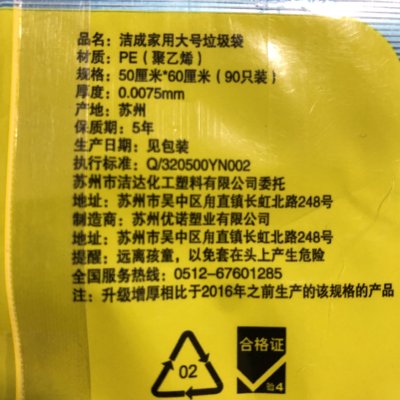 品名：洁成家用大号垃圾袋
材质：PE（聚乙烯）
规格：50厘米*60厘米（90只装）
厚度：0.0075mm
产地：苏州
保质期：5年
生产日期：见包装
执行标准：Q/320500YN002
苏州市洁达化工塑料有限公司委托
地址：苏州市吴中区甪直镇长虹北路248号
制造商：苏州优诺塑业有限公司
地址：苏州市吴中区甪直镇长虹北路248号
提醒：远离孩童，以免套在头上产生危险
全国服务热线：0512-67601285
注：升级增厚相比于2016年之前生产的该规格的产品
02
合格证
验4